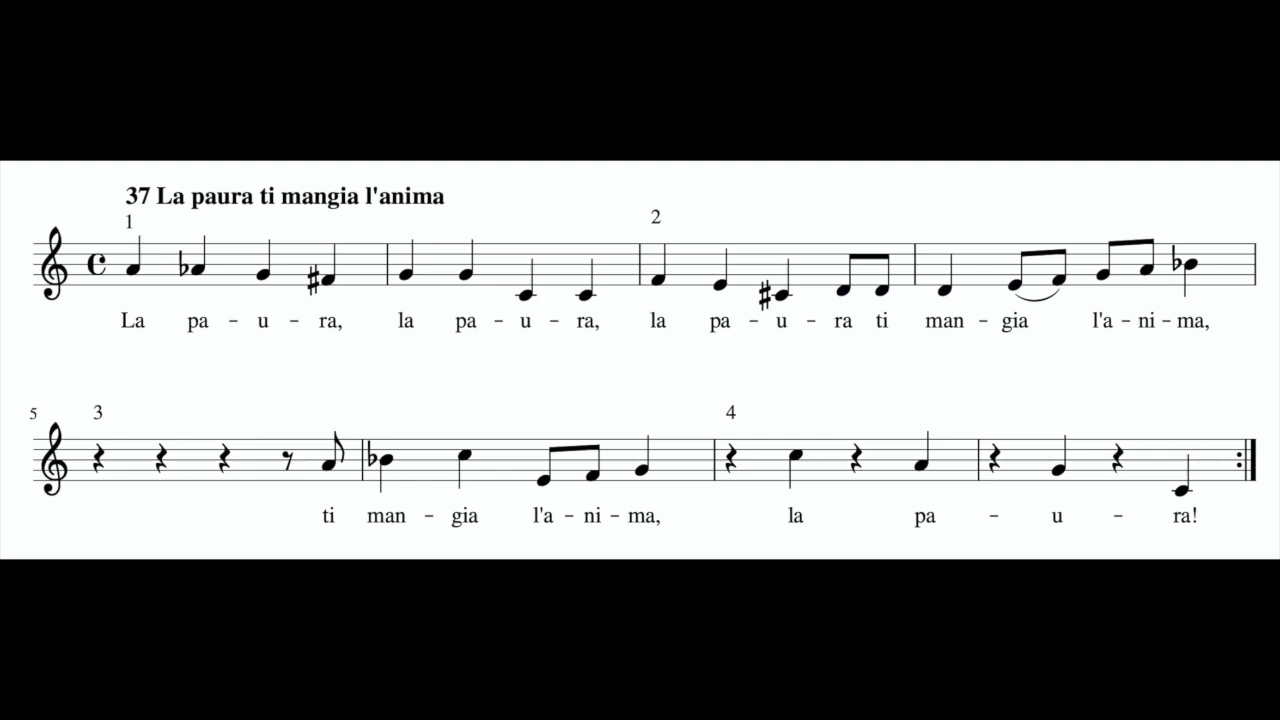 37 La paura ti mangia l'anima
1 2
La pa – u – ra, la pa – u – ra, la pa – u – ra ti man – gia l'a – ni – ma,
5 3 4
ti man – gia l'a – ni – ma, la pa – u – ra!